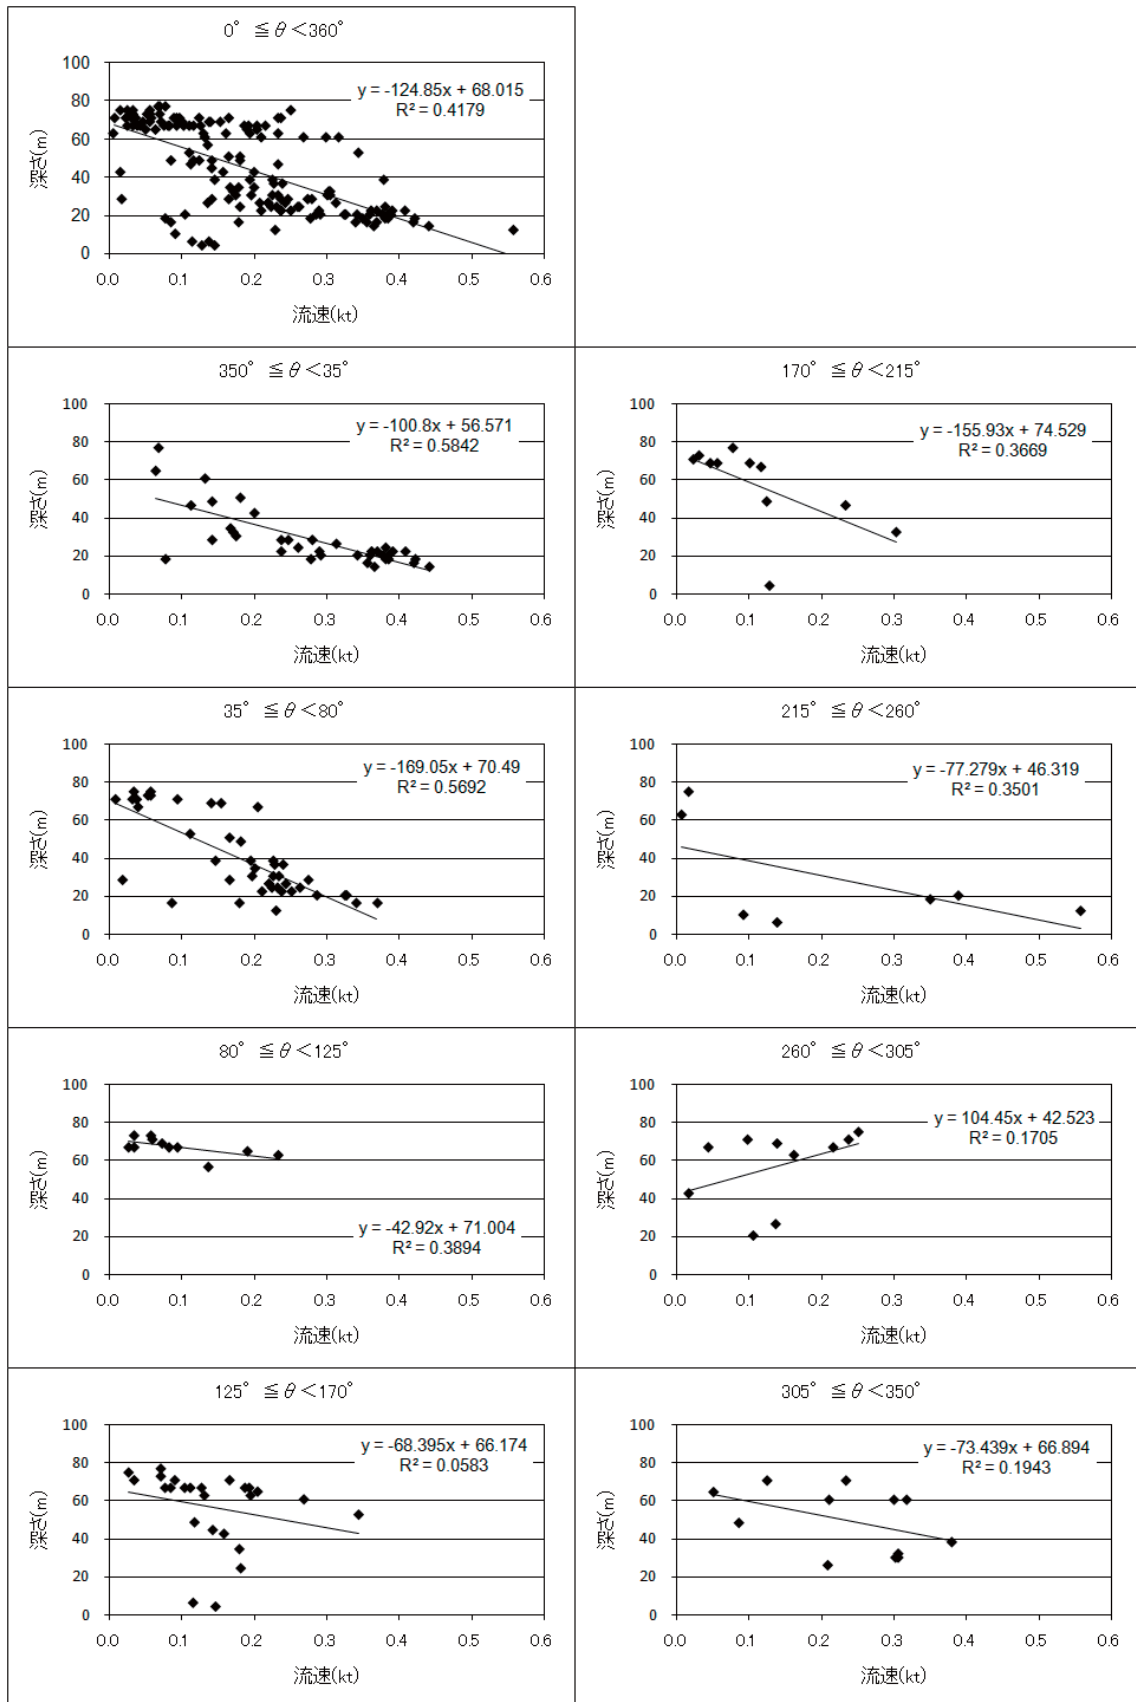 0° ≦θ<360°
100
80
60
40
20
0
深さ(m)
y = -124.85x + 68.015
R² = 0.4179
0.0 0.1 0.2 0.3 0.4 0.5 0.6
流速(kt)
350° ≦θ<35°
100
80
60
40
20
0
深さ(m)
y = -100.8x + 56.571
R² = 0.5842
0.0 0.1 0.2 0.3 0.4 0.5 0.6
流速(kt)
170° ≦θ<215°
100
80
60
40
20
0
深さ(m)
y = -155.93x + 74.529
R² = 0.3669
0.0 0.1 0.2 0.3 0.4 0.5 0.6
流速(kt)
35° ≦θ<80°
100
80
60
40
20
0
深さ(m)
y = -169.05x + 70.49
R² = 0.5692
0.0 0.1 0.2 0.3 0.4 0.5 0.6
流速(kt)
215° ≦θ<260°
100
80
60
40
20
0
深さ(m)
y = -77.279x + 46.319
R² = 0.3501
0.0 0.1 0.2 0.3 0.4 0.5 0.6
流速(kt)
80° ≦θ<125°
100
80
60
40
20
0
深さ(m)
y = -42.92x + 71.004
R² = 0.3894
0.0 0.1 0.2 0.3 0.4 0.5 0.6
流速(kt)
260° ≦θ<305°
100
80
60
40
20
0
深さ(m)
y = 104.45x + 42.523
R² = 0.1705
0.0 0.1 0.2 0.3 0.4 0.5 0.6
流速(kt)
125° ≦θ<170°
100
80
60
40
20
0
深さ(m)
y = -68.395x + 66.174
R² = 0.0583
0.0 0.1 0.2 0.3 0.4 0.5 0.6
流速(kt)
305° ≦θ<350°
100
80
60
40
20
0
深さ(m)
y = -73.439x + 66.894
R² = 0.1943
0.0 0.1 0.2 0.3 0.4 0.5 0.6
流速(kt)